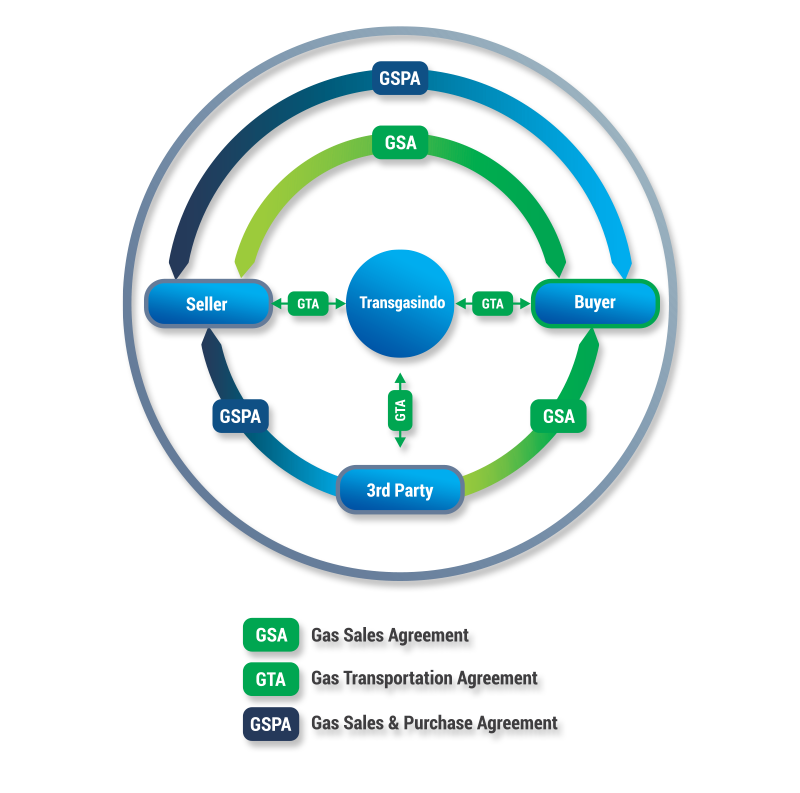 GSPA
GSA
Seller
GTA
Transgasindo
GTA
Buyer
GTA
GSPA
GSA
3rd Party
GSA Gas Sales Agreement
GTA Gas Transportation Agreement
GSPA Gas Sales & Purchase Agreement